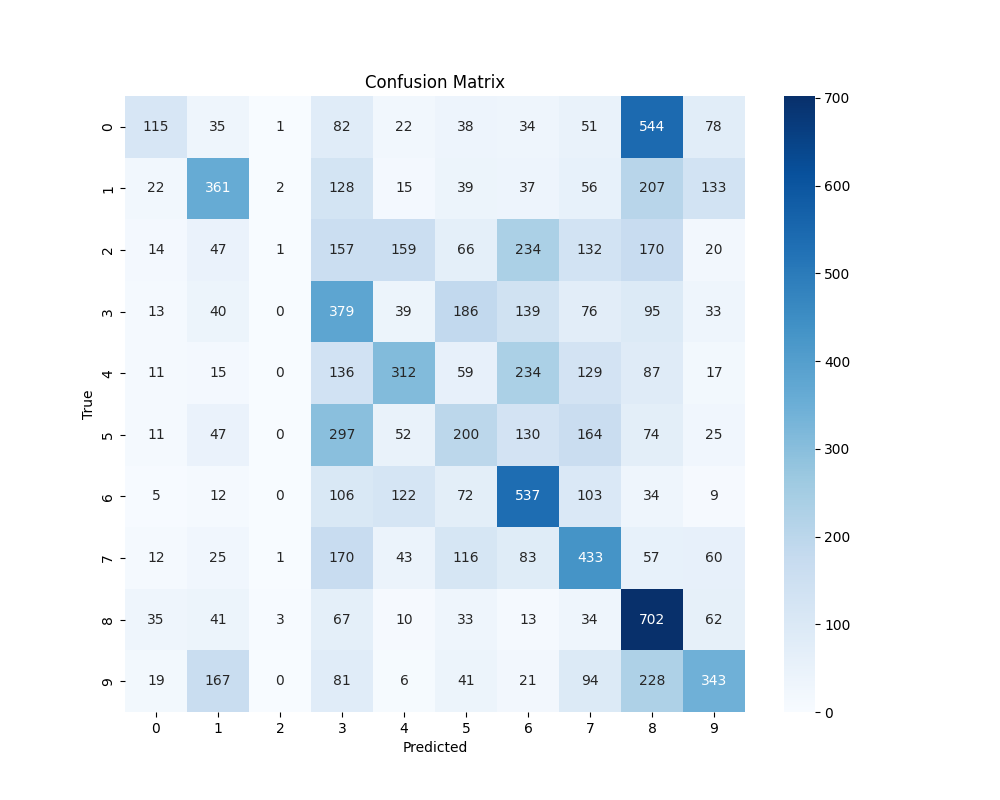 Confusion Matrix
0 115 35 1 82 22 38 34 51 544 78
1 22 361 2 128 15 39 37 56 207 133
2 14 47 1 157 159 66 234 132 170 20
3 13 40 0 379 39 186 139 76 95 33
4 11 15 0 136 312 59 234 129 87 17
5 11 47 0 297 52 200 130 164 74 25
6 5 12 0 106 122 72 537 103 34 9
7 12 25 1 170 43 116 83 433 57 60
8 35 41 3 67 10 33 13 34 702 62
9 19 167 0 81 6 41 21 94 228 343
0 1 2 3 4 5 6 7 8 9
Predicted
True
700
600
500
400
300
200
100
0